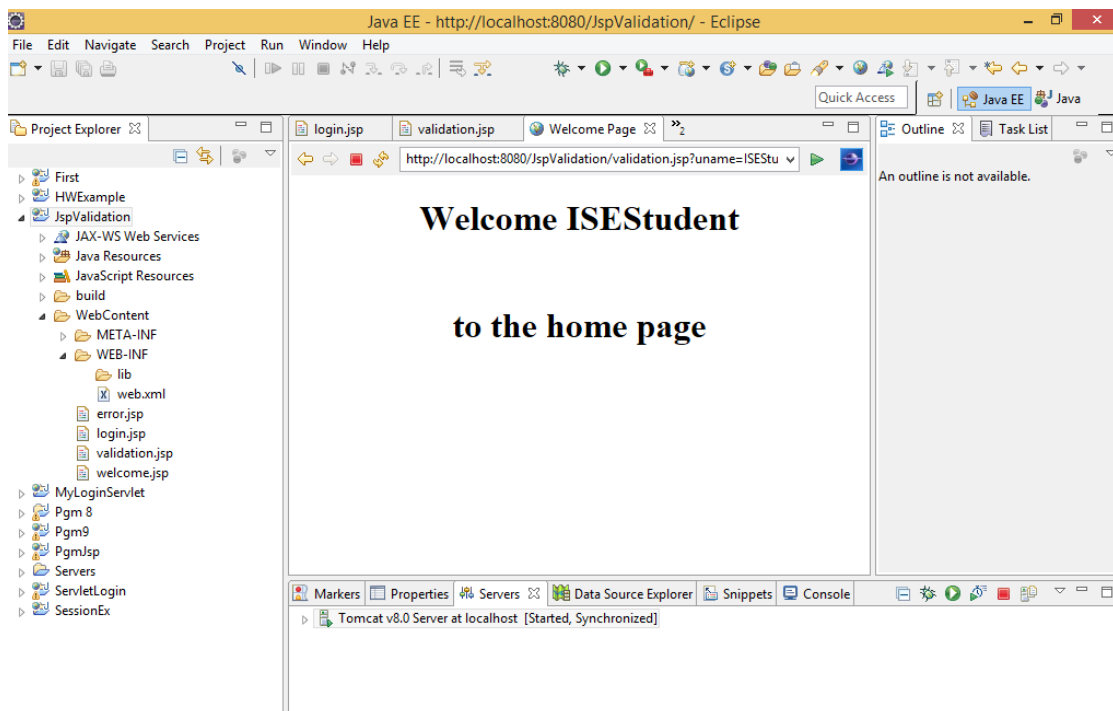 Java EE - http://localhost:8080/JspValidation/ - Eclipse
File Edit Navigate Search Project Run Window Help
Quick Access
Java EE
Java
Project Explorer
First
HWExample
JspValidation
JAX-WS Web Services
Java Resources
JavaScript Resources
build
WebContent
META-INF
WEB-INF
lib
web.xml
error.jsp
login.jsp
validation.jsp
welcome.jsp
MyLoginServlet
Pgm 8
Pgm9
PgmJsp
Servers
ServletLogin
SessionEx
login.jsp
validation.jsp
Welcome Page
»2
http://localhost:8080/JspValidation/validation.jsp?uname=ISEStu
Welcome ISEStudent
to the home page
Outline
Task List
An outline is not available.
Markers
Properties
Servers
Data Source Explorer
Snippets
Console
Tomcat v8.0 Server at localhost [Started, Synchronized]